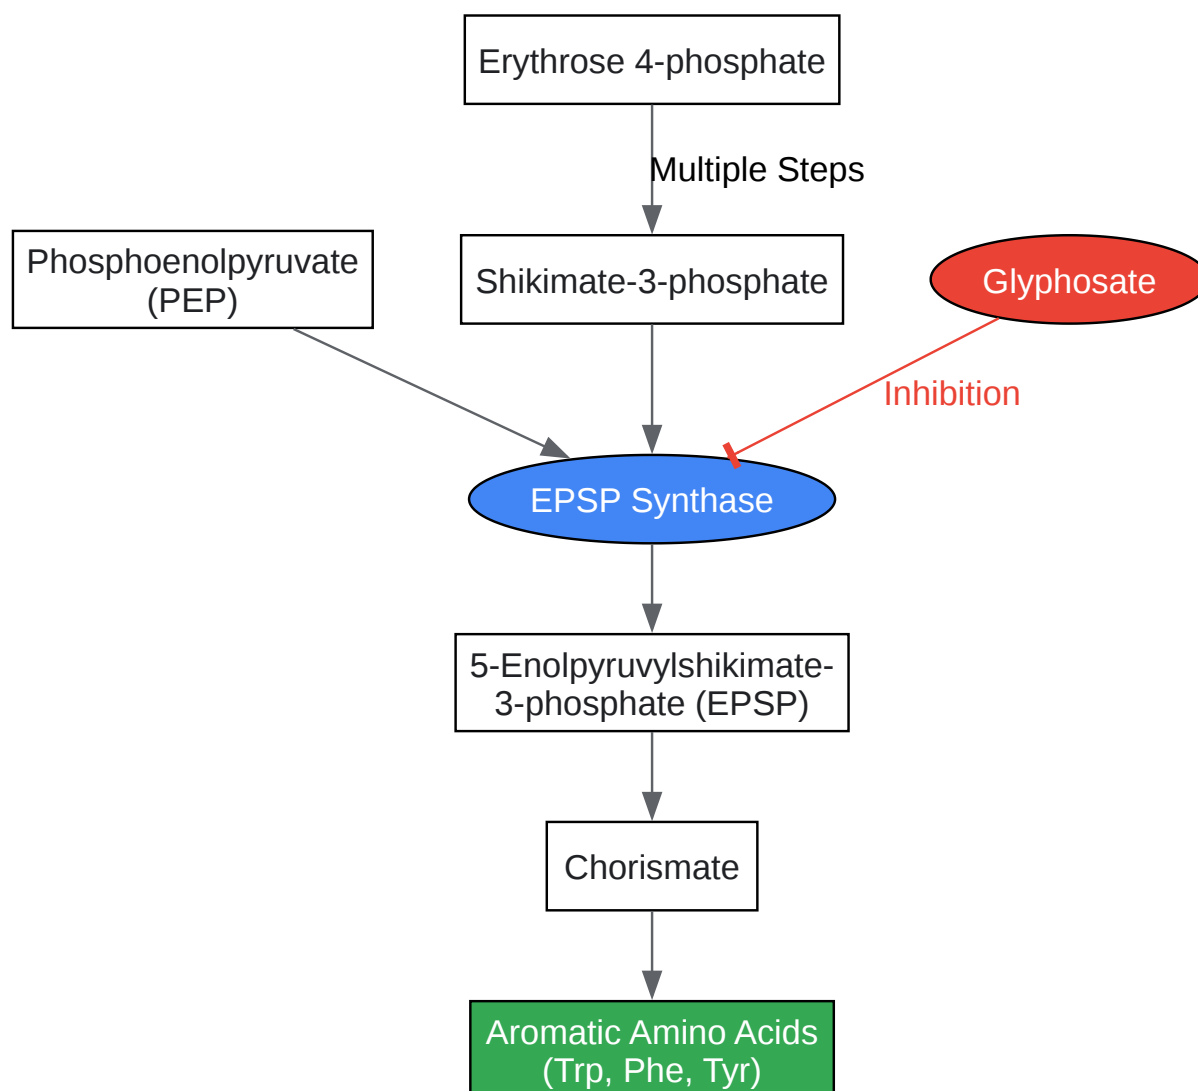 Erythrose 4-phosphate
Multiple Steps
Phosphoenolpyruvate
(PEP)
Shikimate-3-phosphate
Glyphosate
Inhibition
EPSP Synthase
5-Enolpyruvylshikimate-
3-phosphate (EPSP)
Chorismate
Aromatic Amino Acids
(Trp, Phe, Tyr)